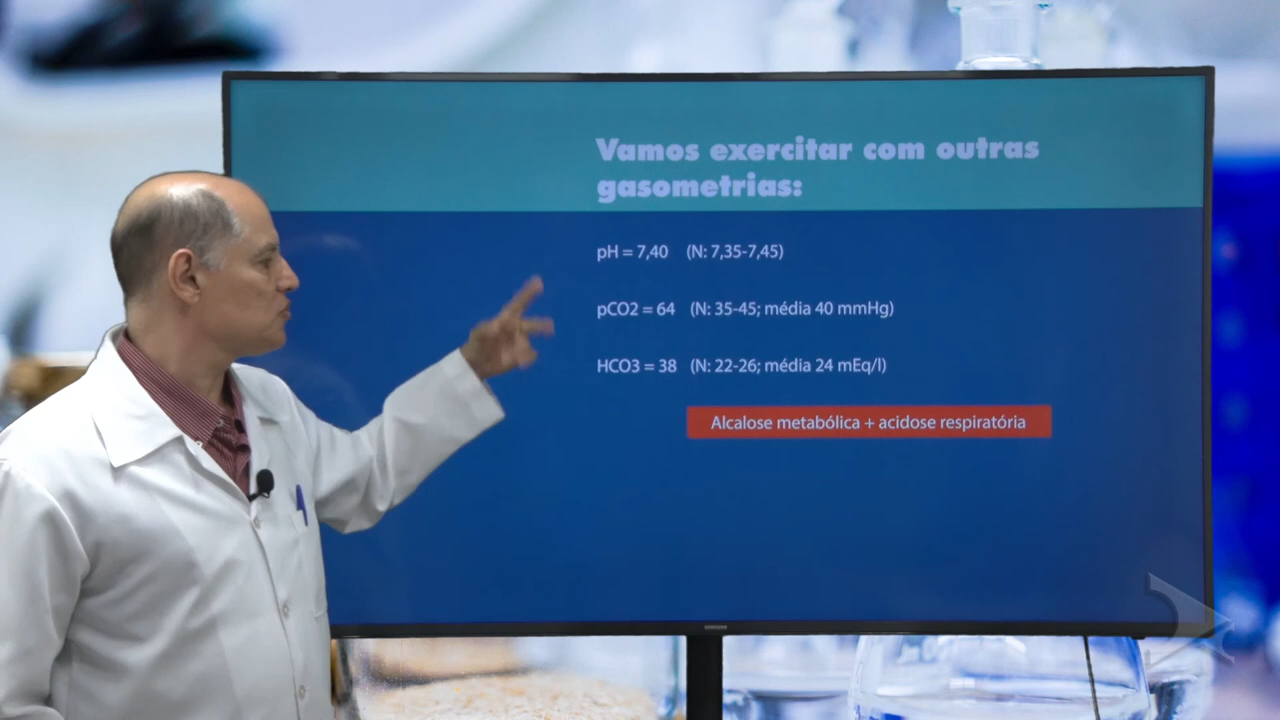 Vamos exercitar com outras
gasometrias:
pH = 7,40 (N: 7,35-7,45)
pCO2 = 64 (N: 35-45; média 40 mmHg)
HCO3 = 38 (N: 22-26; média 24 mEq/l)
Alcalose metabólica + acidose respiratória
SAMSUNG